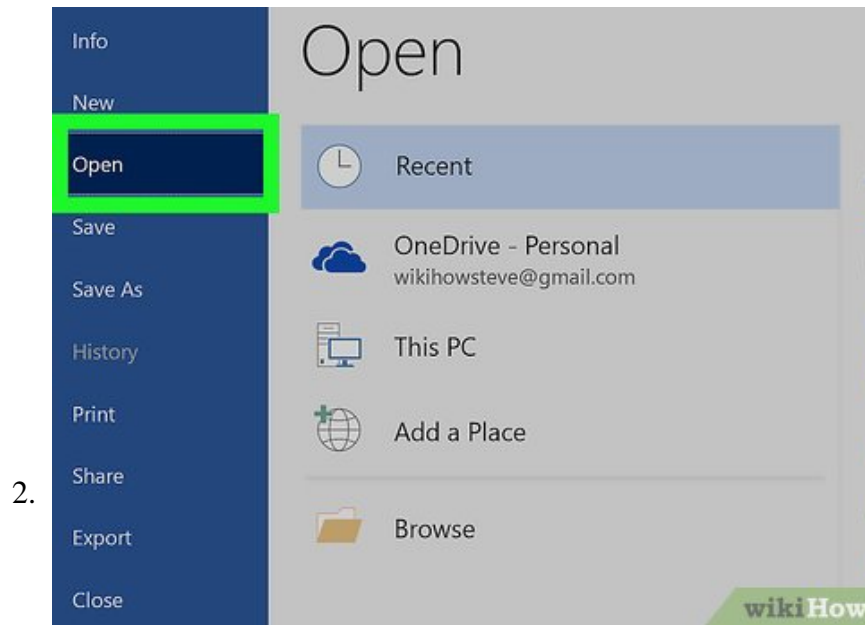 Info
New
Open
Save
Save As
History
Print
Share
Export
Close
2.
Open
Recent
OneDrive - Personal
wikihowsteve@gmail.com
This PC
Add a Place
Browse
wikiHow